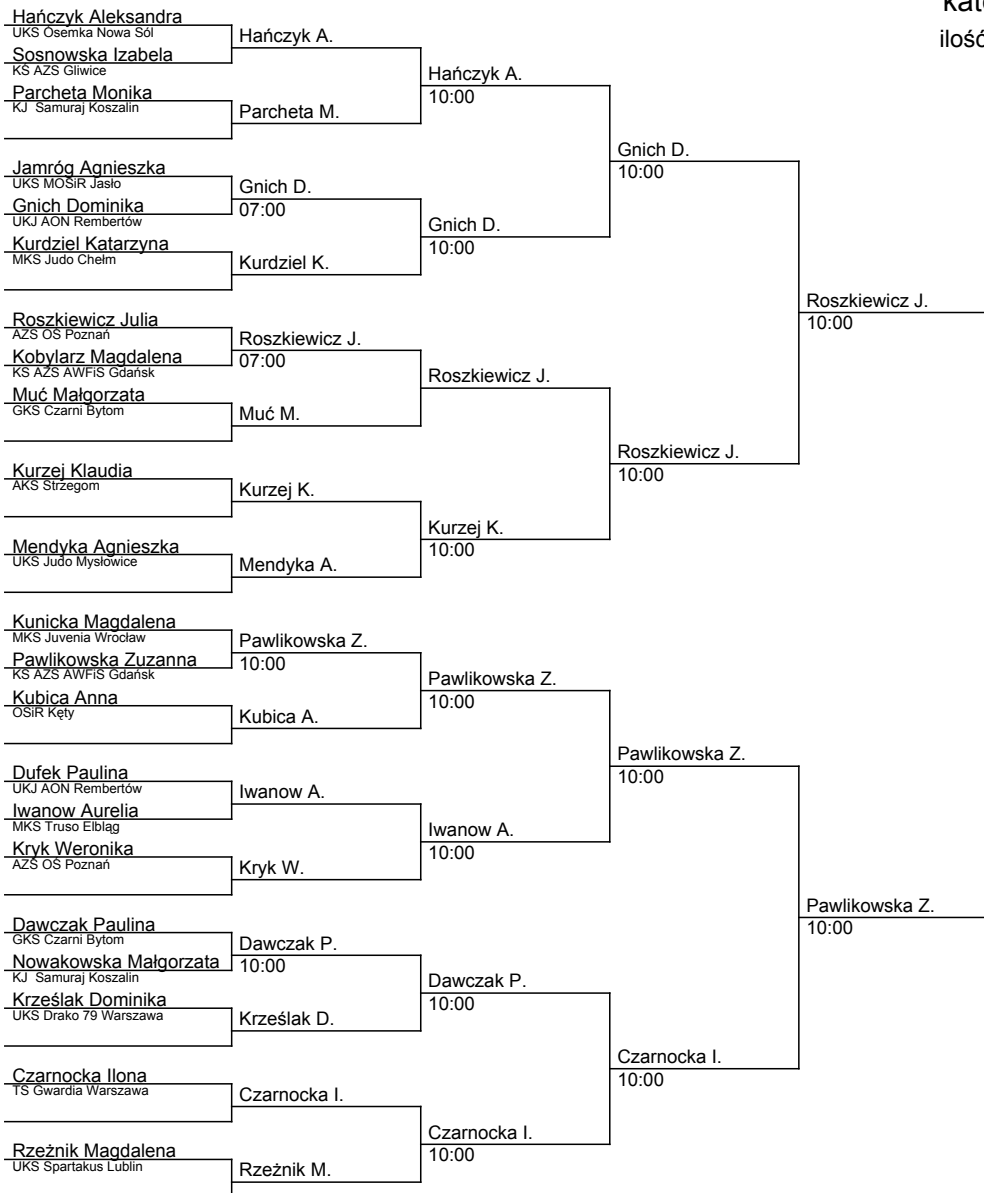 kate
ilość
Hańczyk Aleksandra
UKS Ósemka Nowa Sól
Sosnowska Izabela
KŚ AZS Gliwice
Parcheta Monika
KJ Samuraj Koszalin
Jamróg Agnieszka
UKS MOSiR Jasło
Gnich Dominika
UKJ AON Rembertów
Kurdziel Katarzyna
MKS Judo Chełm
Roszkiewicz Julia
AZS OŚ Poznań
Kobylarz Magdalena
KS AZS AWFiS Gdańsk
Muć Małgorzata
GKS Czarni Bytom
Kurzej Klaudia
AKS Strzegom
Mendyka Agnieszka
UKS Judo Mysłowice
Kunicka Magdalena
MKS Juvenia Wrocław
Pawlikowska Zuzanna
KS AZS AWFiS Gdańsk
Kubica Anna
OSiR Kęty
Dufek Paulina
UKJ AON Rembertów
Iwanow Aurelia
MKS Truso Elbląg
Kryk Weronika
AZS OŚ Poznań
Dawczak Paulina
GKS Czarni Bytom
Nowakowska Małgorzata
KJ Samuraj Koszalin
Krześlak Dominika
UKS Drako 79 Warszawa
Czarnocka Ilona
TS Gwardia Warszawa
Rzeżnik Magdalena
UKS Spartakus Lublin
Hańczyk A.
Parcheta M.
Gnich D.
07:00
Kurdziel K.
Roszkiewicz J.
07:00
Muć M.
Kurzej K.
Mendyka A.
Pawlikowska Z.
10:00
Kubica A.
Iwanow A.
Kryk W.
Dawczak P.
10:00
Krześlak D.
Czarnocka I.
Rzeżnik M.
Hańczyk A.
10:00
Gnich D.
10:00
Roszkiewicz J.
Kurzej K.
10:00
Pawlikowska Z.
10:00
Iwanow A.
10:00
Dawczak P.
10:00
Czarnocka I.
10:00
Gnich D.
10:00
Roszkiewicz J.
10:00
Pawlikowska Z.
10:00
Czarnocka I.
10:00
Roszkiewicz J.
10:00
Pawlikowska Z.
10:00